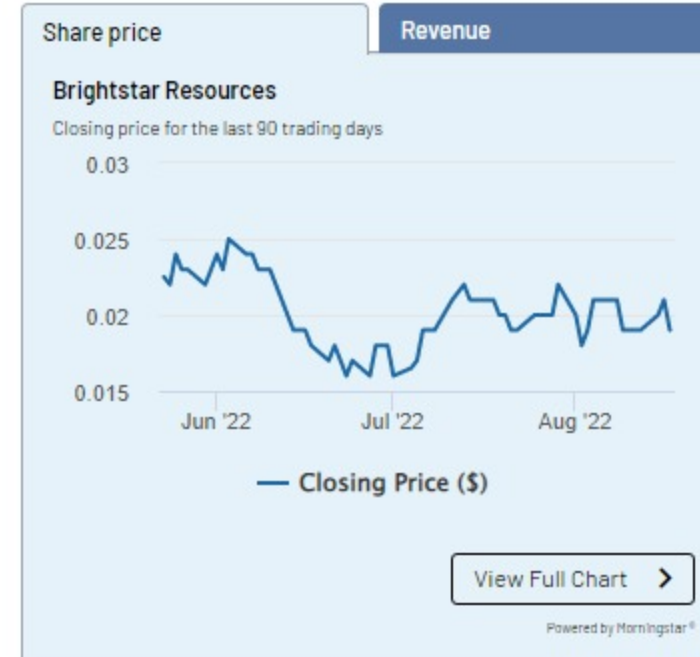 Share price
Revenue
Brightstar Resources
Closing price for the last 90 trading days
0.03
0.025
0.02
0.015
Jun '22
Jul '22
Aug '22
Closing Price ($)
View Full Chart
Powered by Morningstar®